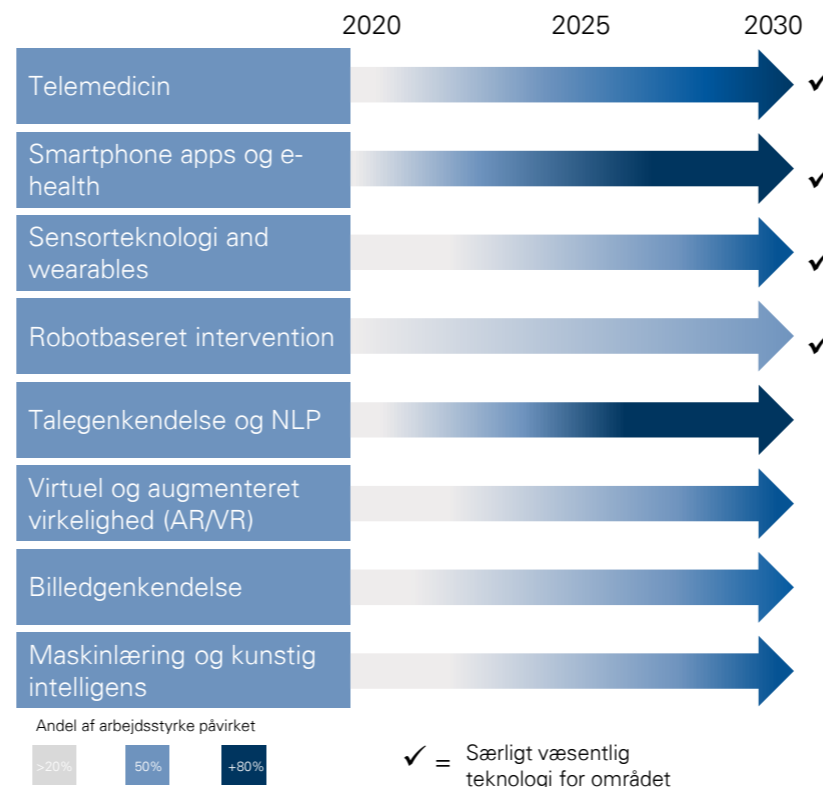 2020 2025 2030
Telemedicin ✓
Smartphone apps og e-
health ✓
Sensorteknologi and
wearables ✓
Robotbaseret intervention ✓
Talegenkendelse og NLP
Virtuel og augmenteret
virkelighed (AR/VR)
Billedgenkendelse
Maskinlæring og kunstig
intelligens
Andel af arbejdsstyrke påvirket
>20% 50% +80%
✓ = Særligt væsentlig
teknologi for området